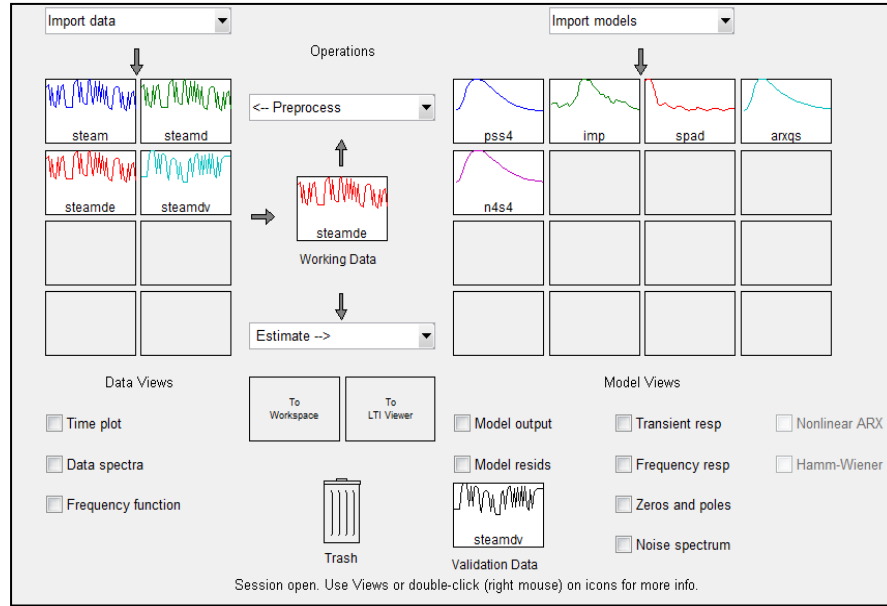 Import data
Import models
Operations
steam
steamd
<-- Preprocess
pss4
imp
spad
arxqs
steamde
steamdv
steamde
n4s4
Working Data
Estimate -->
Data Views
Model Views
To
Workspace
To
LTI Viewer
Time plot
Model output
Transient resp
Nonlinear ARX
Data spectra
Model resids
Frequency resp
Hamm-Wiener
Frequency function
Zeros and poles
steamdv
Noise spectrum
Trash
Validation Data
Session open. Use Views or double-click (right mouse) on icons for more info.